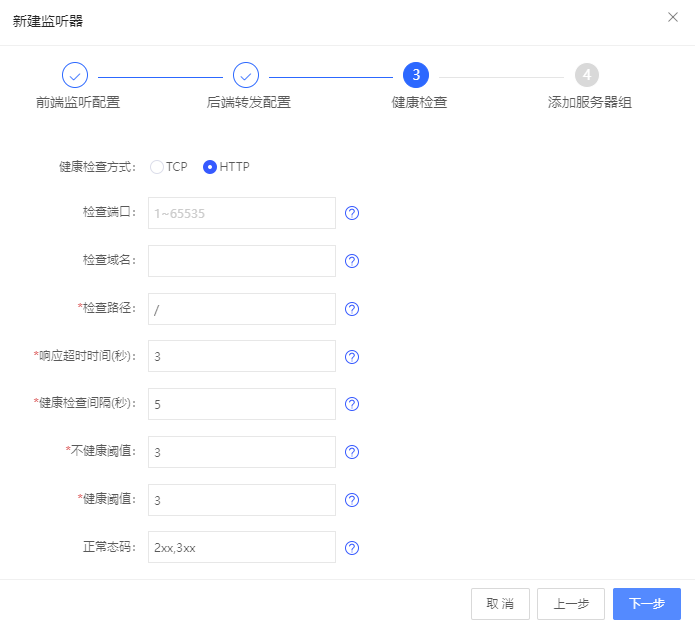 新建监听器
3 4
前端监听配置 后端转发配置 健康检查 添加服务器组
健康检查方式: TCP HTTP
检查端口: 1~65535 ?
检查域名: ?
*检查路径: / ?
*响应超时时间(秒): 3 ?
*健康检查间隔(秒): 5 ?
*不健康阈值: 3 ?
*健康阈值: 3 ?
正常态码: 2xx,3xx ?
取 消 上一步 下一步